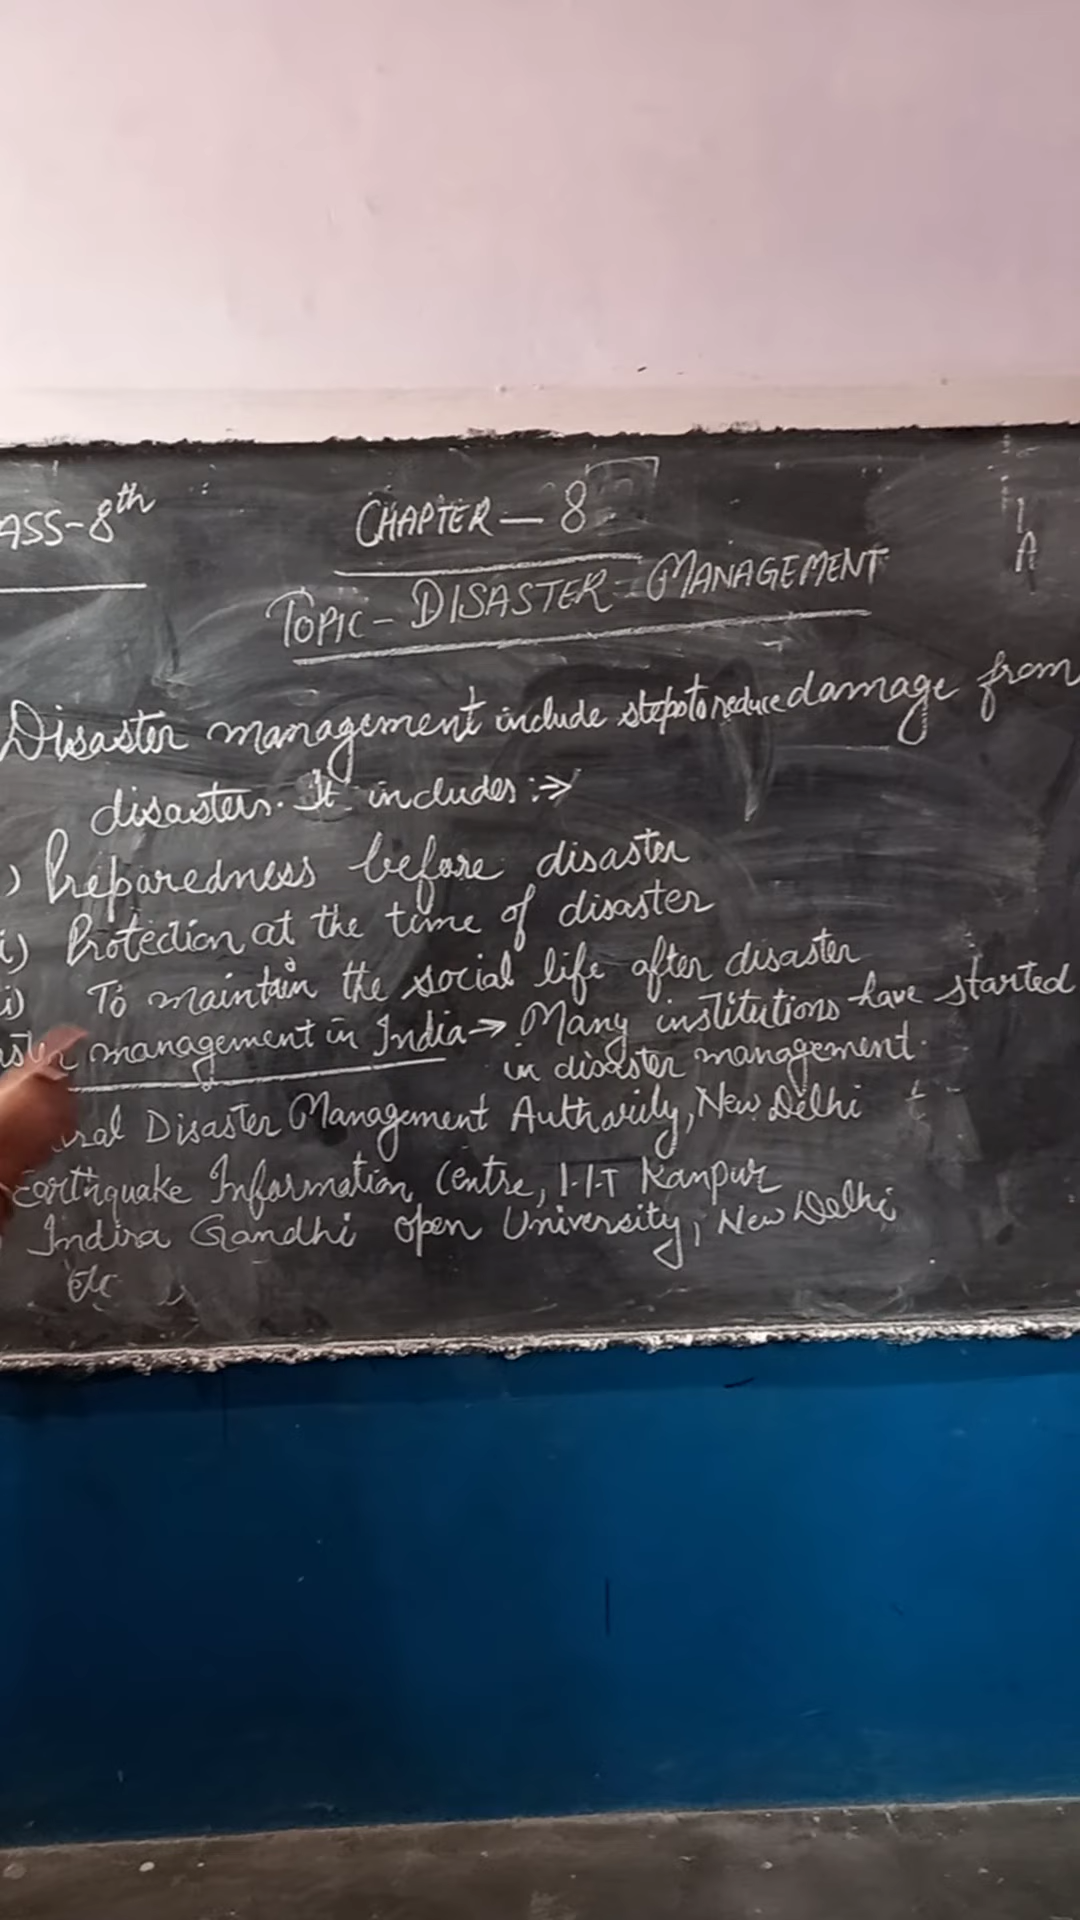 ASS-8th
CHAPTER - 8
TOPIC - DISASTER - MANAGEMENT
Disaster management include steps to reduce damage from
disasters. It includes :→
) Preparedness before disaster
i) Protection at the time of disaster
ii) To maintain the social life after disaster
management in India → Many institutions have started
in disaster management.
Disaster Management Authority, New Delhi
Earthquake Information Centre, I.I.T Kanpur
Indira Gandhi open University, New Delhi
etc